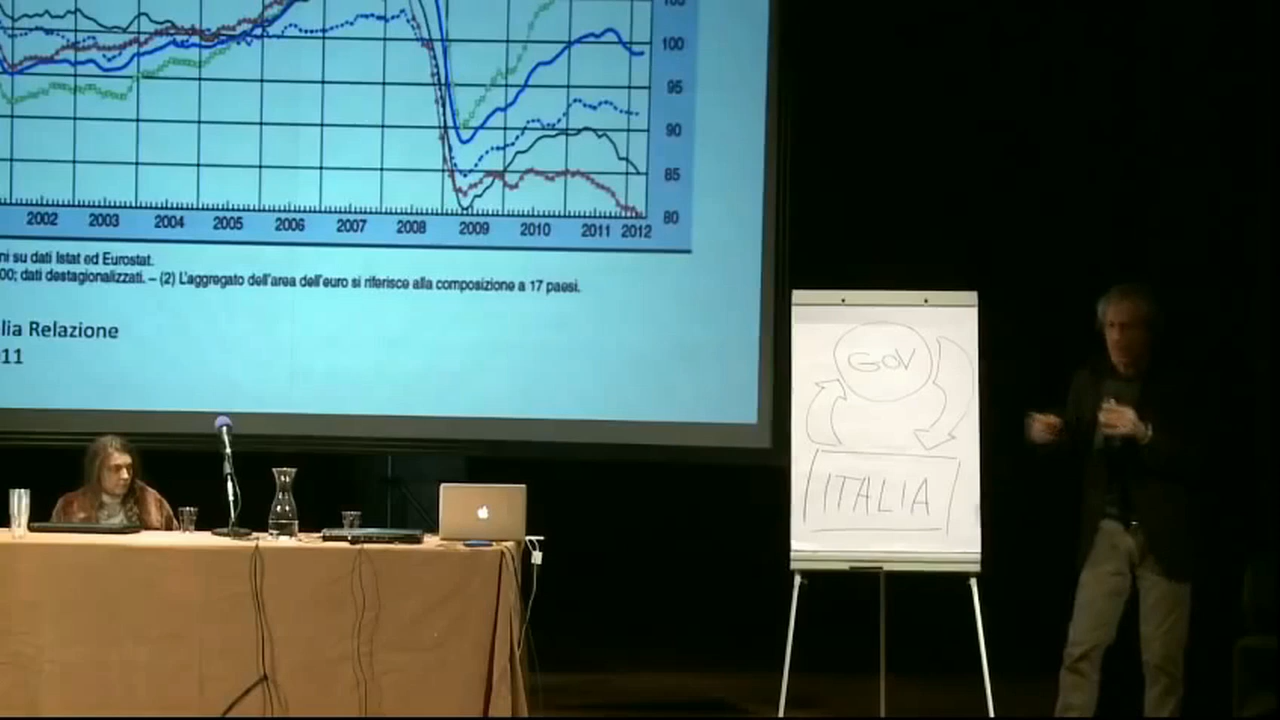 105
100
95
90
85
80
2002 2003 2004 2005 2006 2007 2008 2009 2010 2011 2012
ni su dati Istat ed Eurostat.
00; dati destagionalizzati. – (2) L'aggregato dell'area dell'euro si riferisce alla composizione a 17 paesi.
lia Relazione
11
GOV
ITALIA